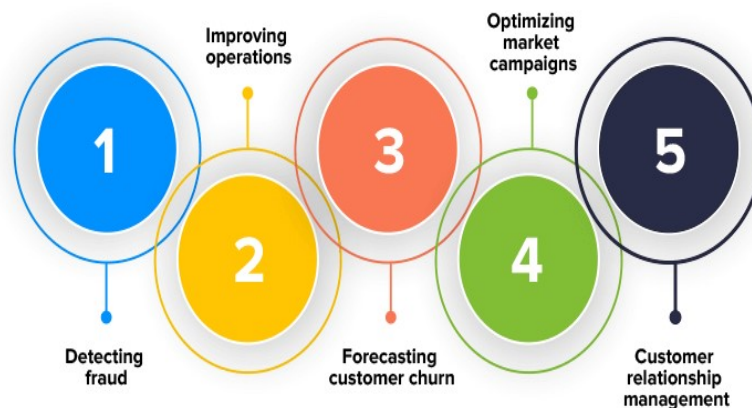 1
Detecting
fraud
2
Improving
operations
3
Forecasting
customer churn
4
Optimizing
market
campaigns
5
Customer
relationship
management